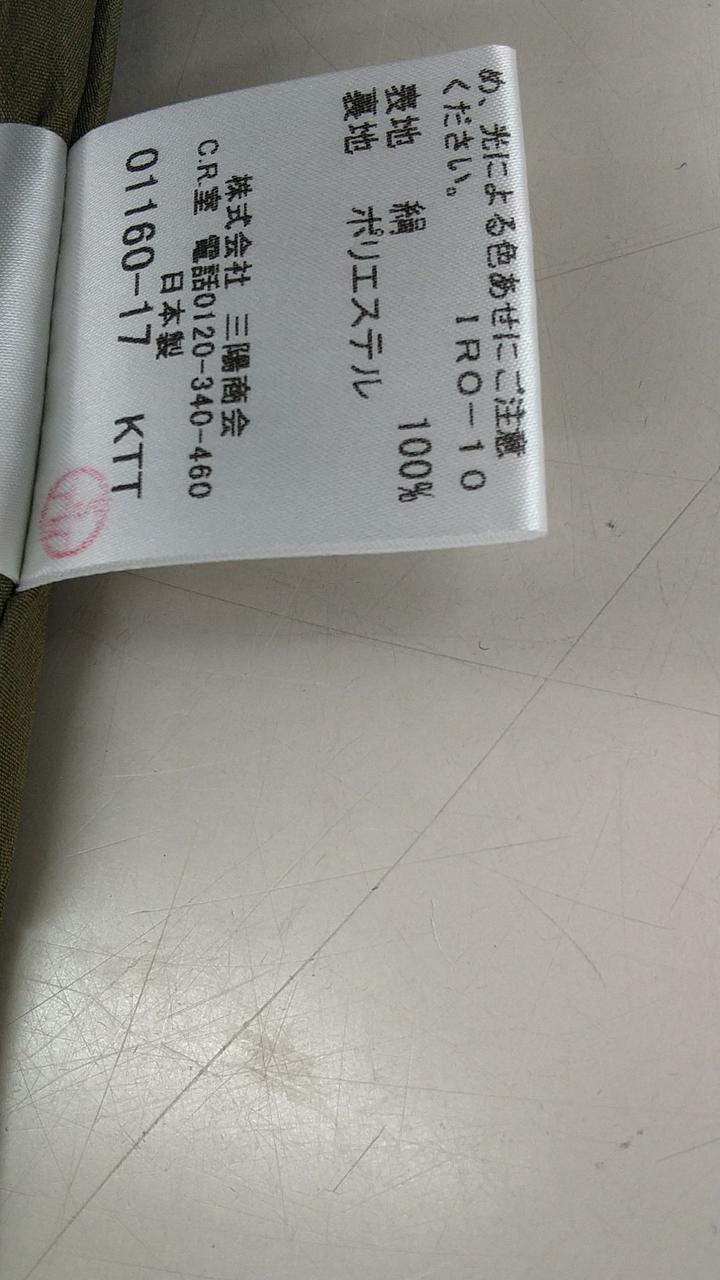 め、光による色あせにご注意
ください。
IRO-10
表地 絹 100%
裏地 ポリエステル
株式会社 三陽商会
C.R.室 電話0120-340-460
日本製
01160-17 KTT